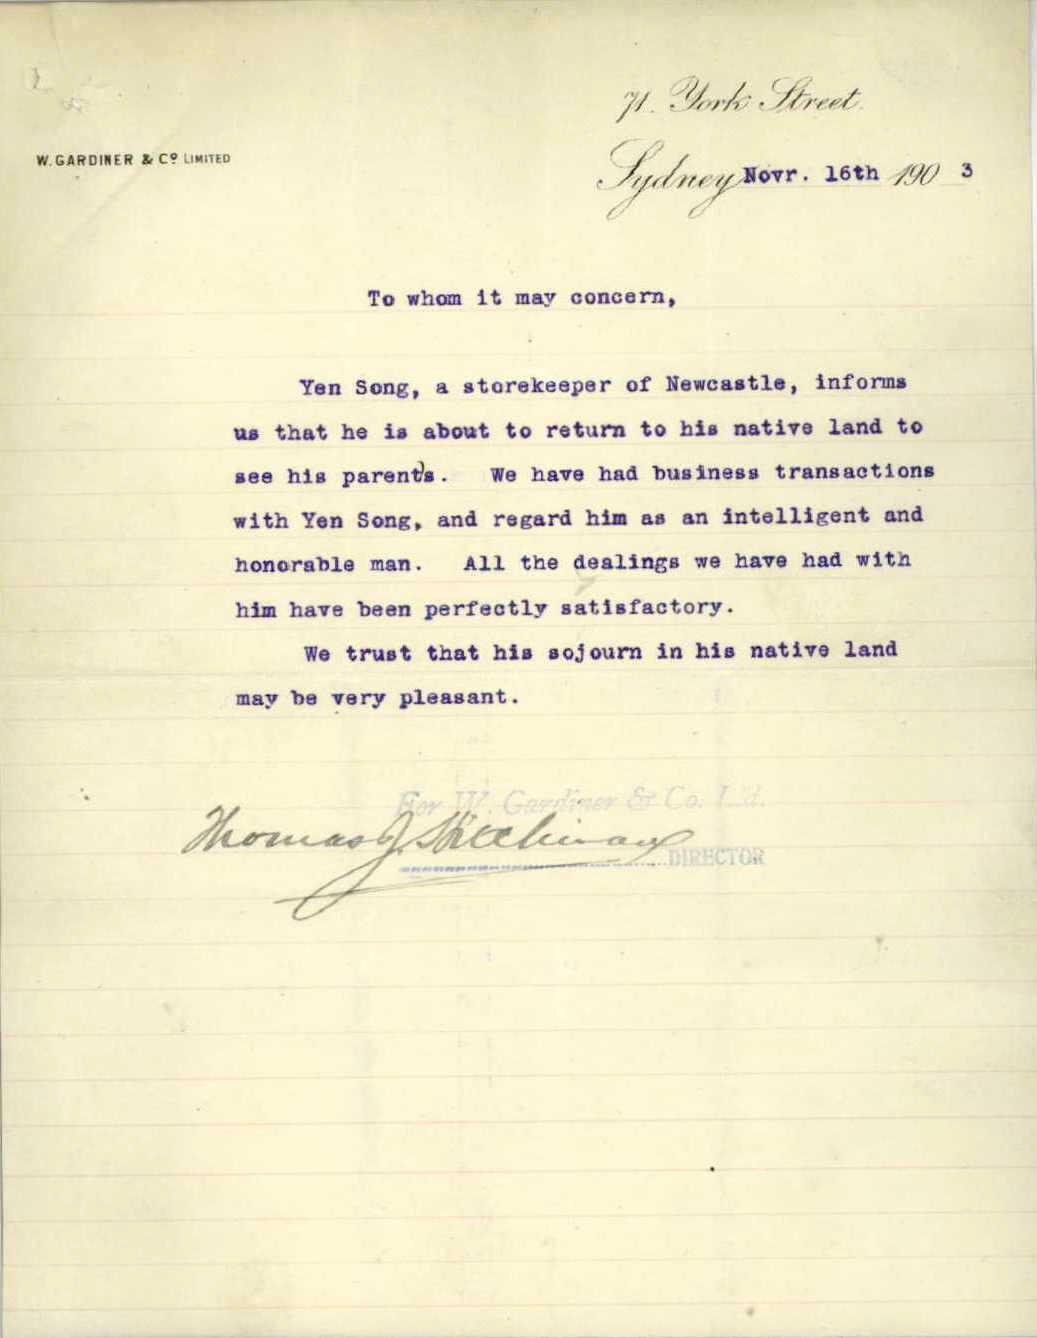 71. York Street.
W. GARDINER & Cº LIMITED
Sydney Novr. 16th 1903
To whom it may concern,
Yen Song, a storekeeper of Newcastle, informs
us that he is about to return to his native land to
see his parent's. We have had business transactions
with Yen Song, and regard him as an intelligent and
honorable man. All the dealings we have had with
him have been perfectly satisfactory.
We trust that his sojourn in his native land
may be very pleasant.
For W. Gardiner & Co. Ltd.
Thomas J.
DIRECTOR